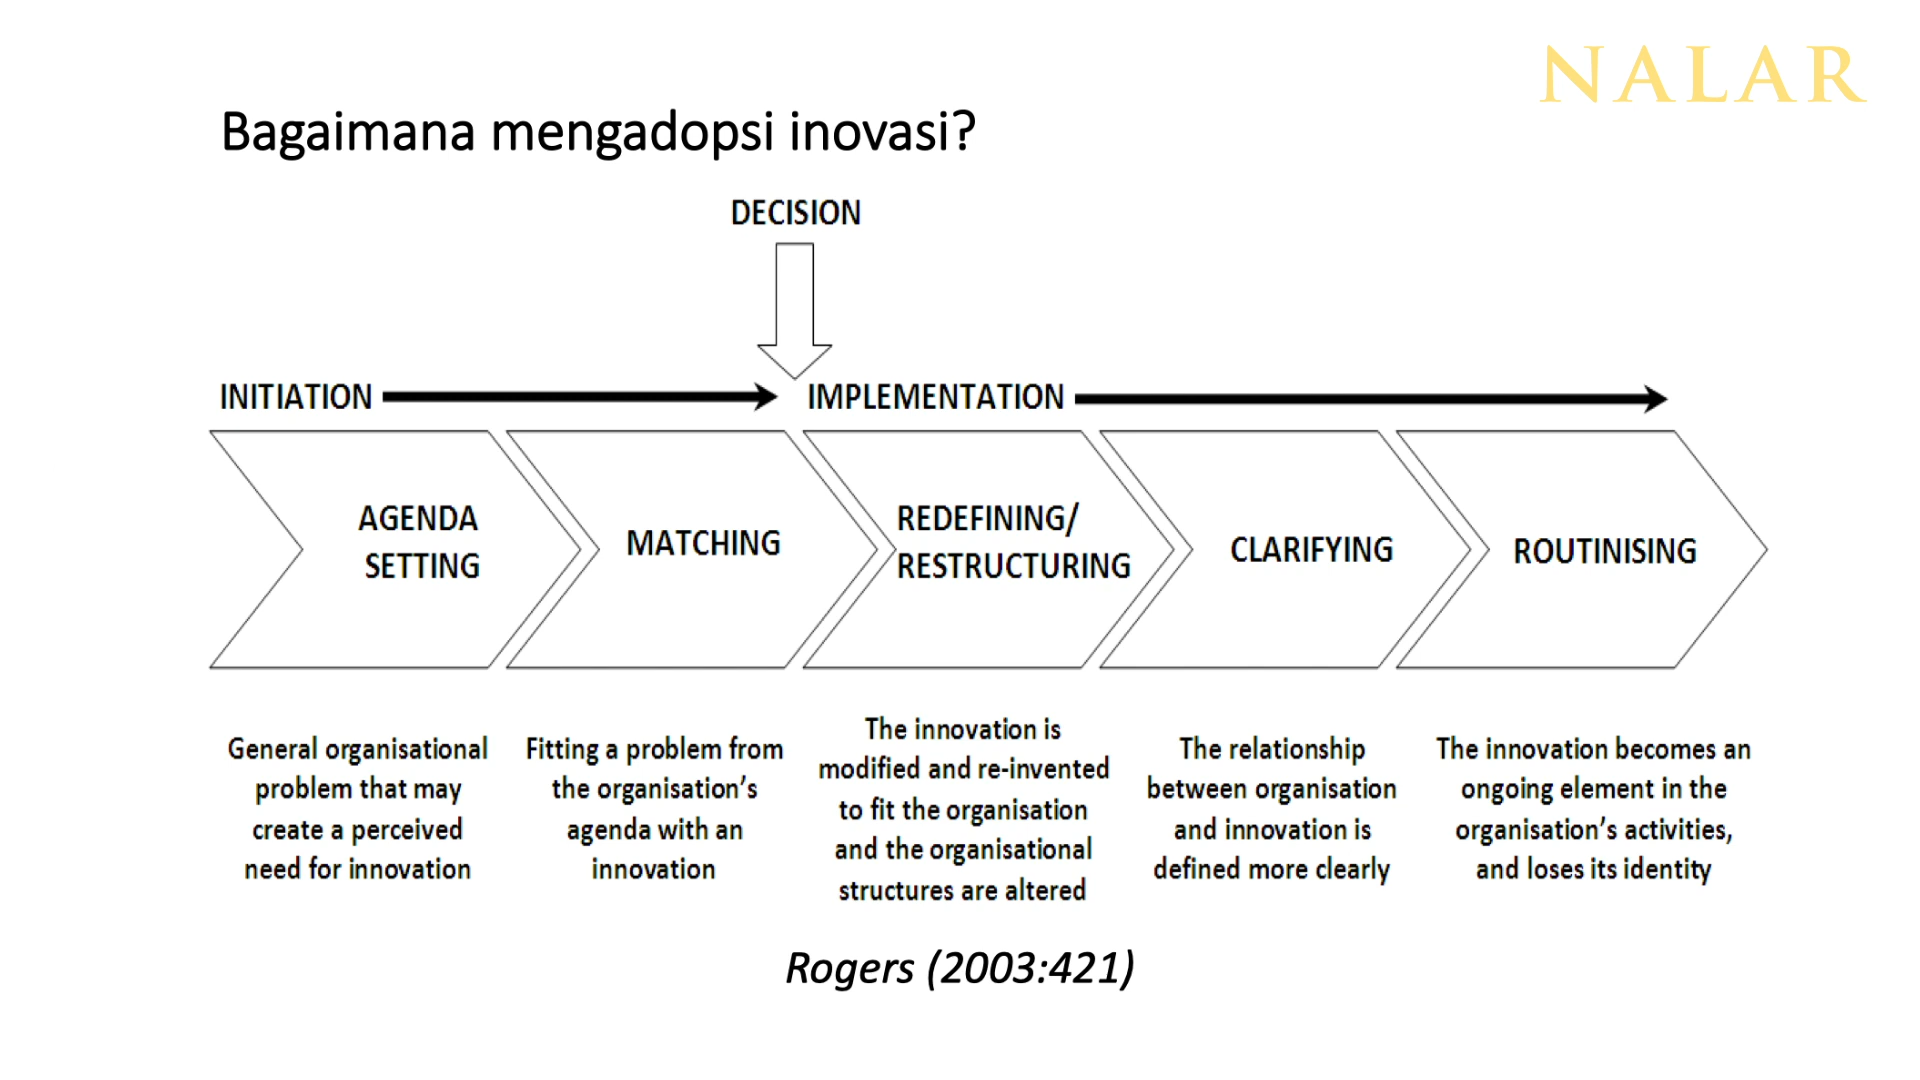 NALAR
Bagaimana mengadopsi inovasi?
DECISION
INITIATION
IMPLEMENTATION
AGENDA
SETTING
MATCHING
REDEFINING/
RESTRUCTURING
CLARIFYING
ROUTINISING
General organisational
problem that may
create a perceived
need for innovation
Fitting a problem from
the organisation's
agenda with an
innovation
The innovation is
modified and re-invented
to fit the organisation
and the organisational
structures are altered
The relationship
between organisation
and innovation is
defined more clearly
The innovation becomes an
ongoing element in the
organisation's activities,
and loses its identity
Rogers (2003:421)